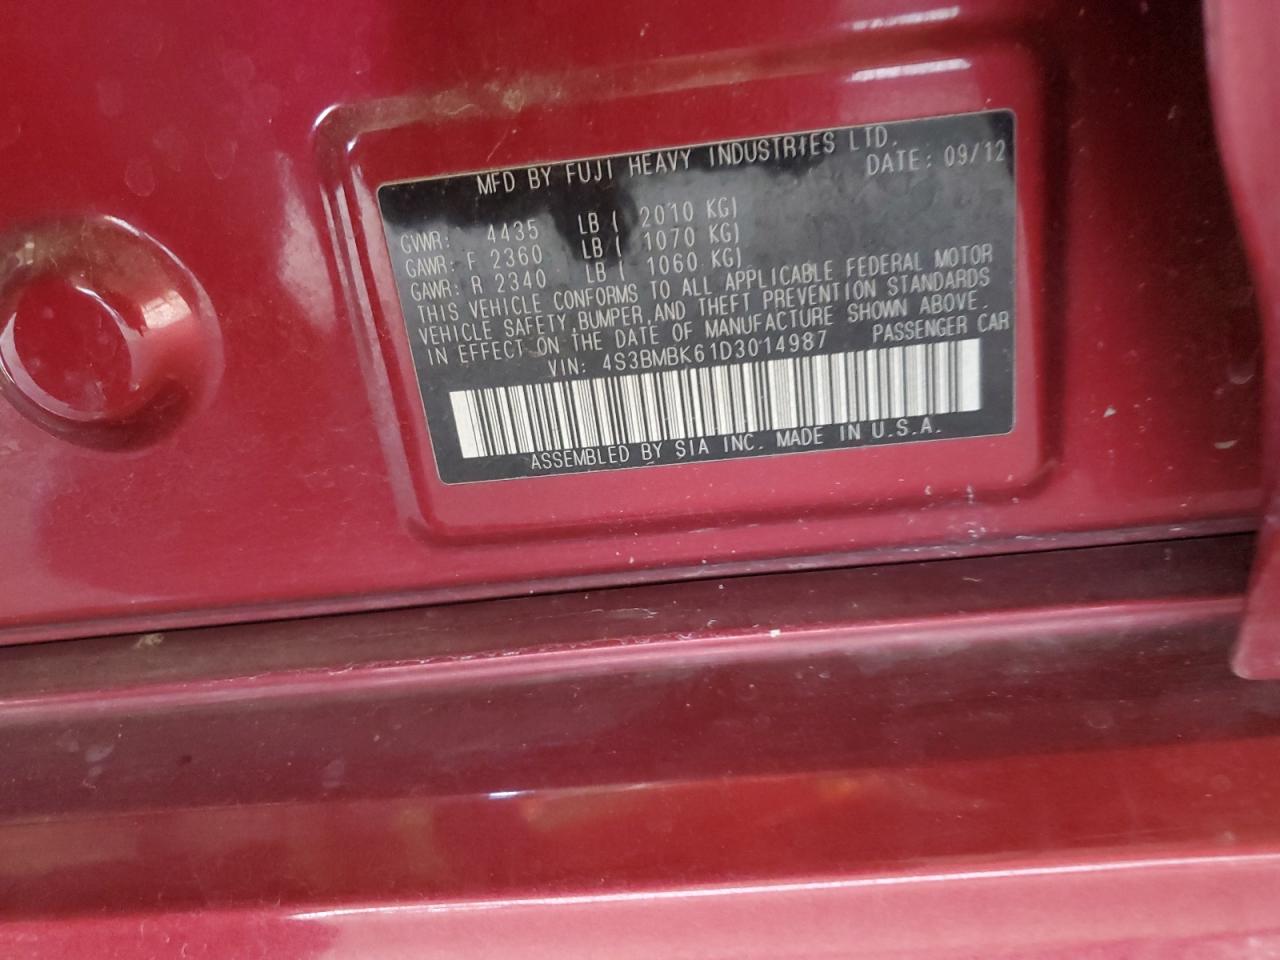 MFD BY FUJI HEAVY INDUSTRIES LTD.
DATE: 09/12
GVWR: 4435 LB ( 2010 KG)
GAWR: F 2360 LB ( 1070 KG)
GAWR: R 2340 LB ( 1060 KG)
THIS VEHICLE CONFORMS TO ALL APPLICABLE FEDERAL MOTOR
VEHICLE SAFETY,BUMPER,AND THEFT PREVENTION STANDARDS
IN EFFECT ON THE DATE OF MANUFACTURE SHOWN ABOVE.
VIN: 4S3BMBK61D3014987 PASSENGER CAR
ASSEMBLED BY SIA INC. MADE IN U.S.A.